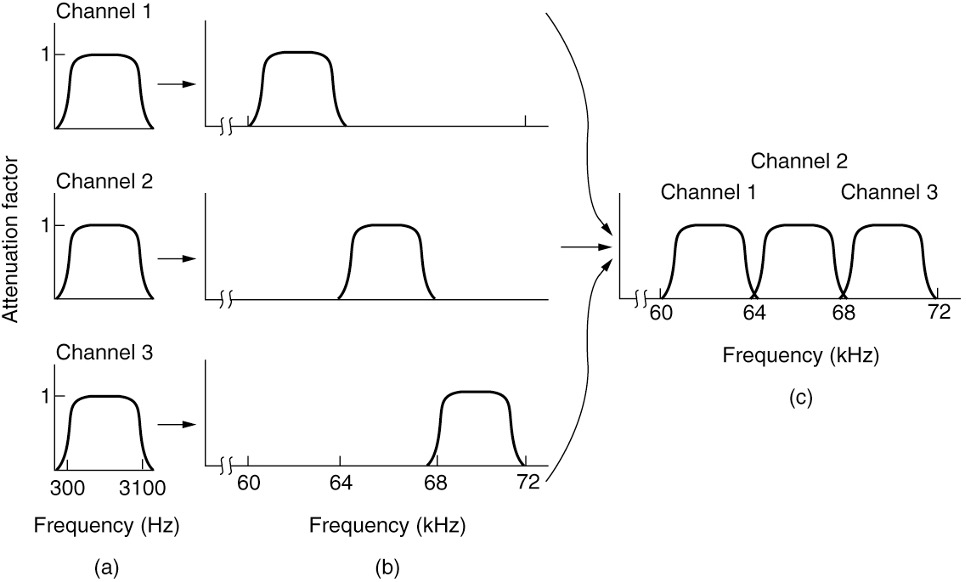 Channel 1
1
Channel 2
1
Channel 3
1
300 3100
Frequency (Hz)
(a)
Attenuation factor
60 64 68 72
Frequency (kHz)
(b)
Channel 2
Channel 1 Channel 3
60 64 68 72
Frequency (kHz)
(c)